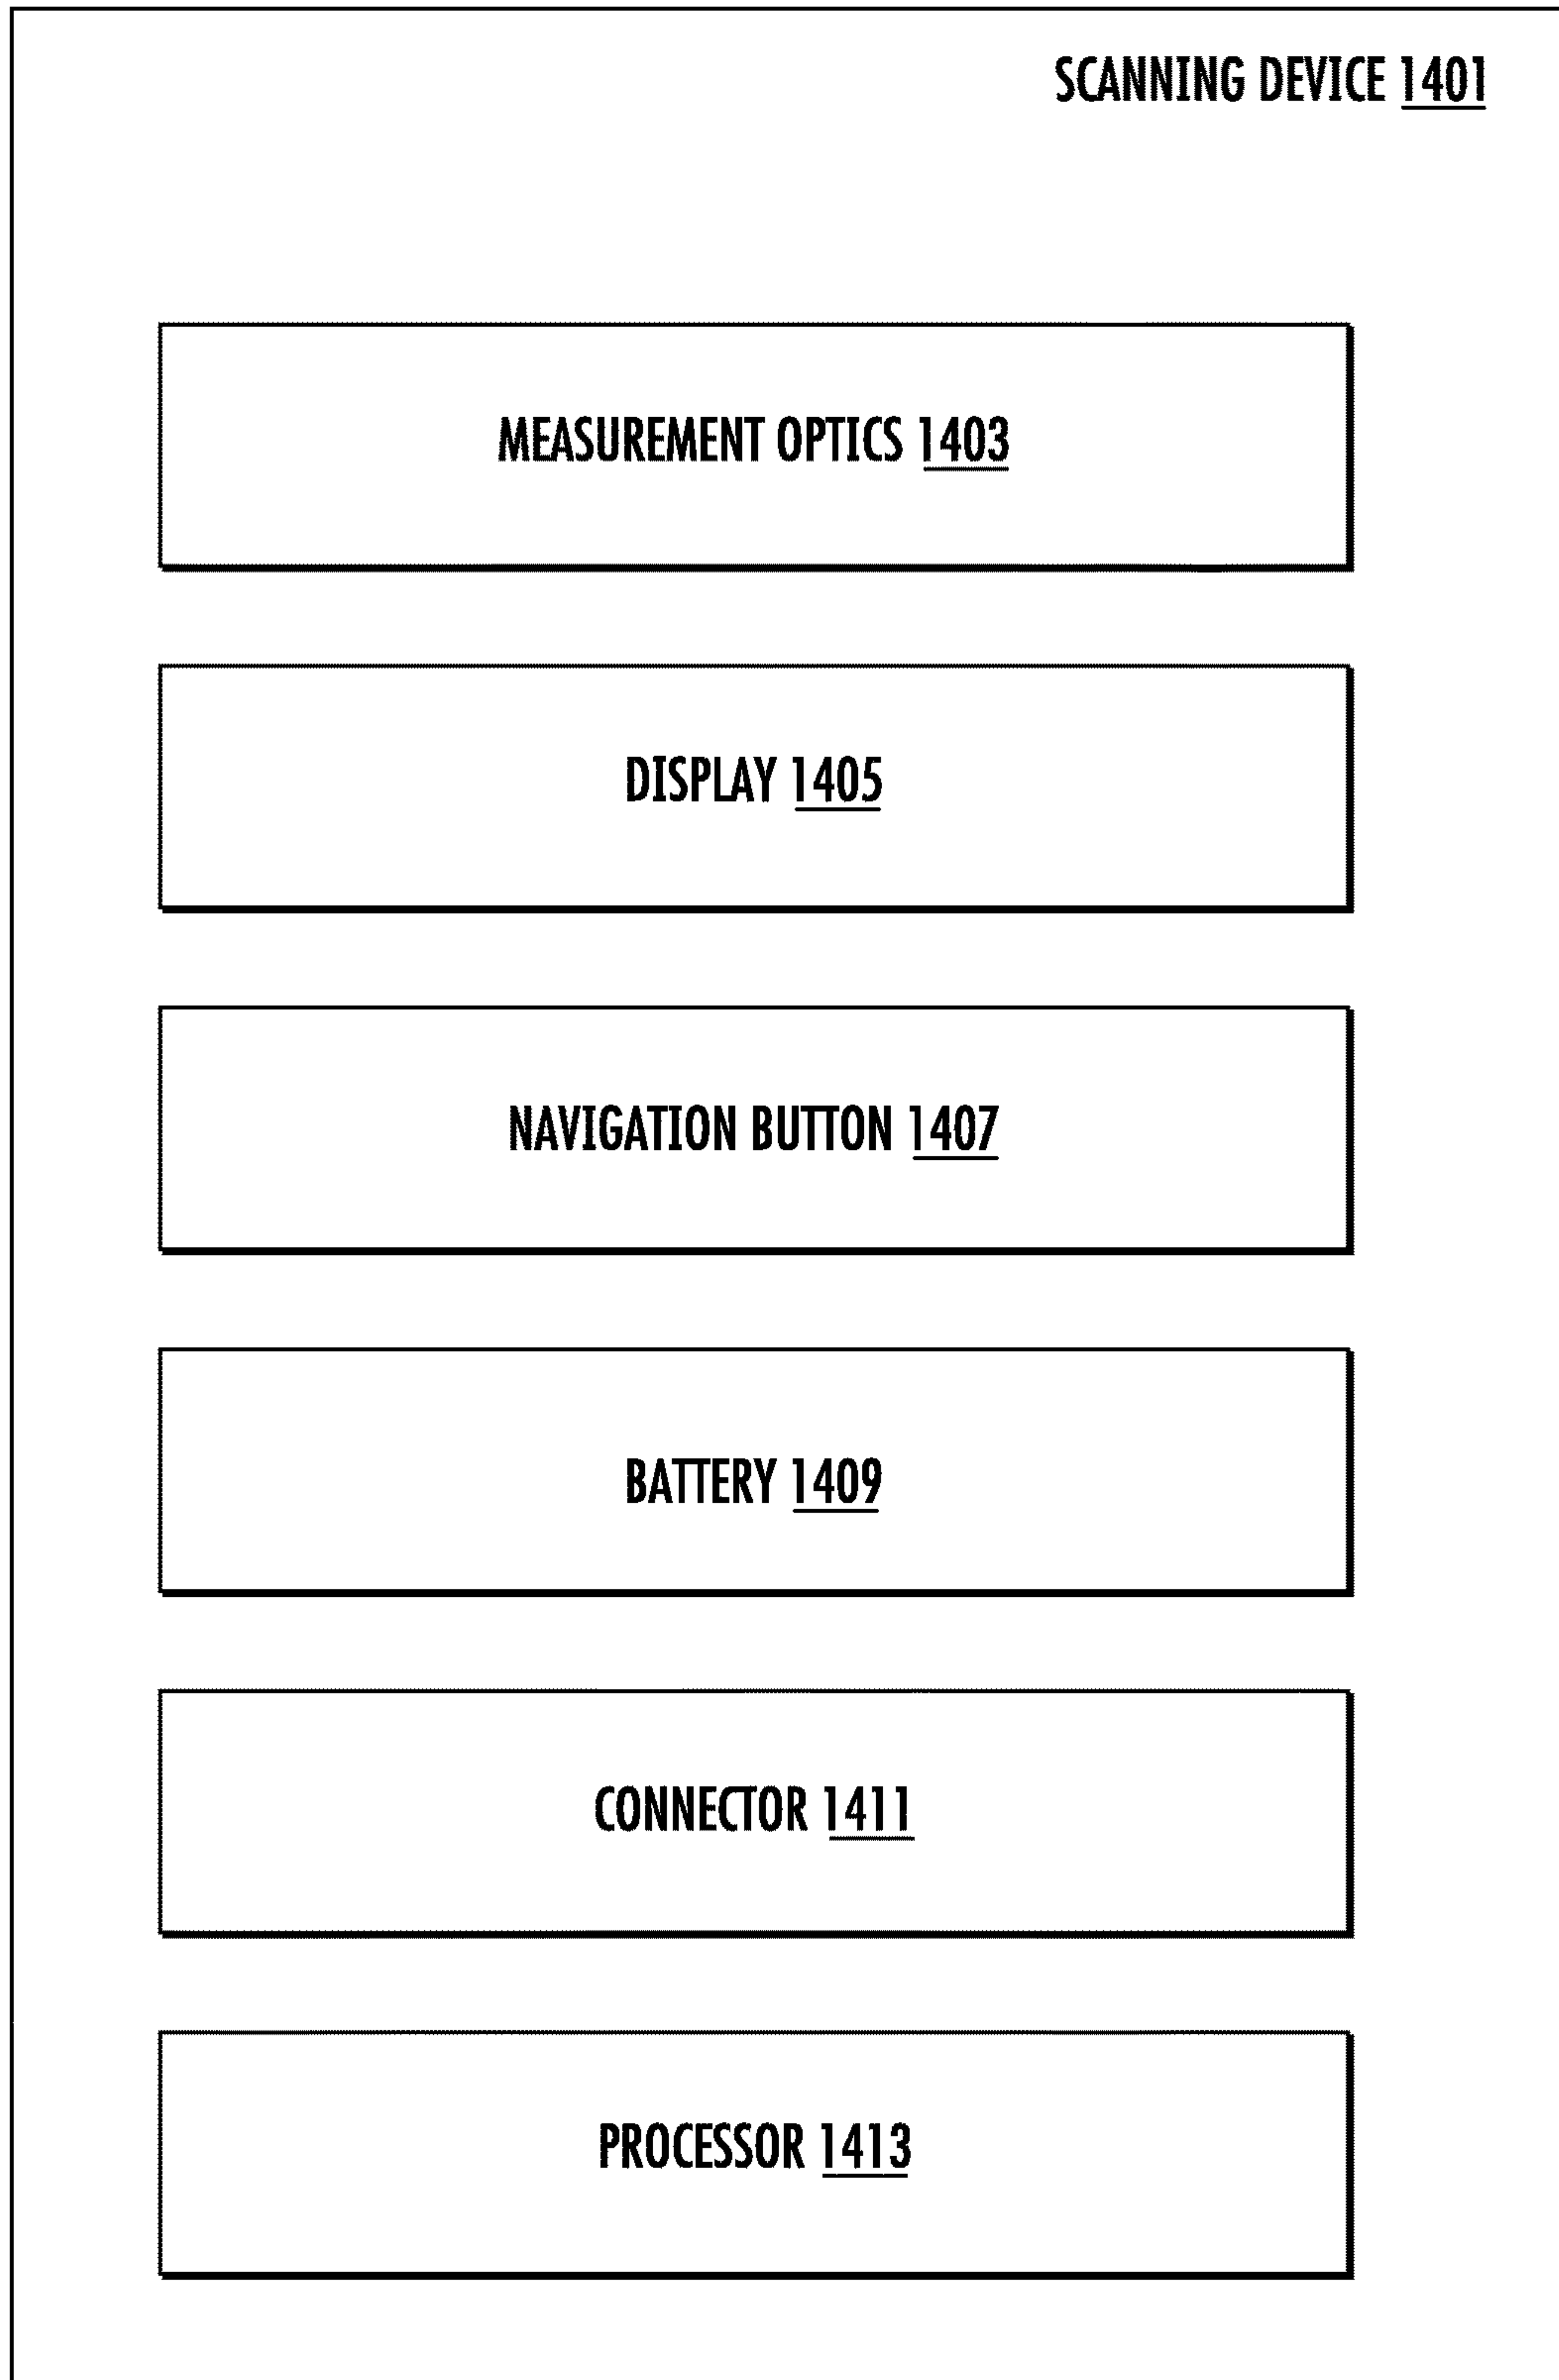 SCANNING DEVICE 1401
MEASUREMENT OPTICS 1403
DISPLAY 1405
NAVIGATION BUTTON 1407
BATTERY 1409
CONNECTOR 1411
PROCESSOR 1413